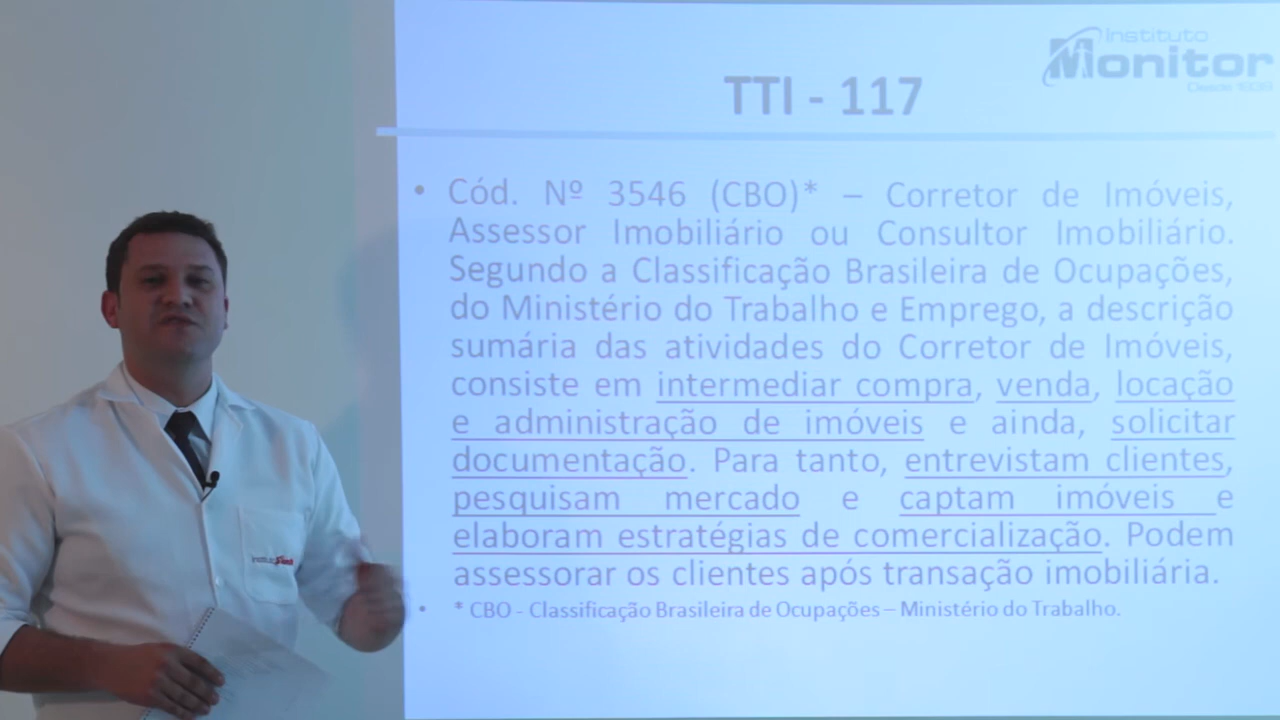 Instituto
Monitor
TTI - 117
• Cód. Nº 3546 (CBO)* – Corretor de Imóveis,
Assessor Imobiliário ou Consultor Imobiliário.
Segundo a Classificação Brasileira de Ocupações,
do Ministério do Trabalho e Emprego, a descrição
sumária das atividades do Corretor de Imóveis,
consiste em intermediar compra, venda, locação
e administração de imóveis e ainda, solicitar
documentação. Para tanto, entrevistam clientes,
pesquisam mercado e captam imóveis e
elaboram estratégias de comercialização. Podem
assessorar os clientes após transação imobiliária.
• * CBO - Classificação Brasileira de Ocupações – Ministério do Trabalho.